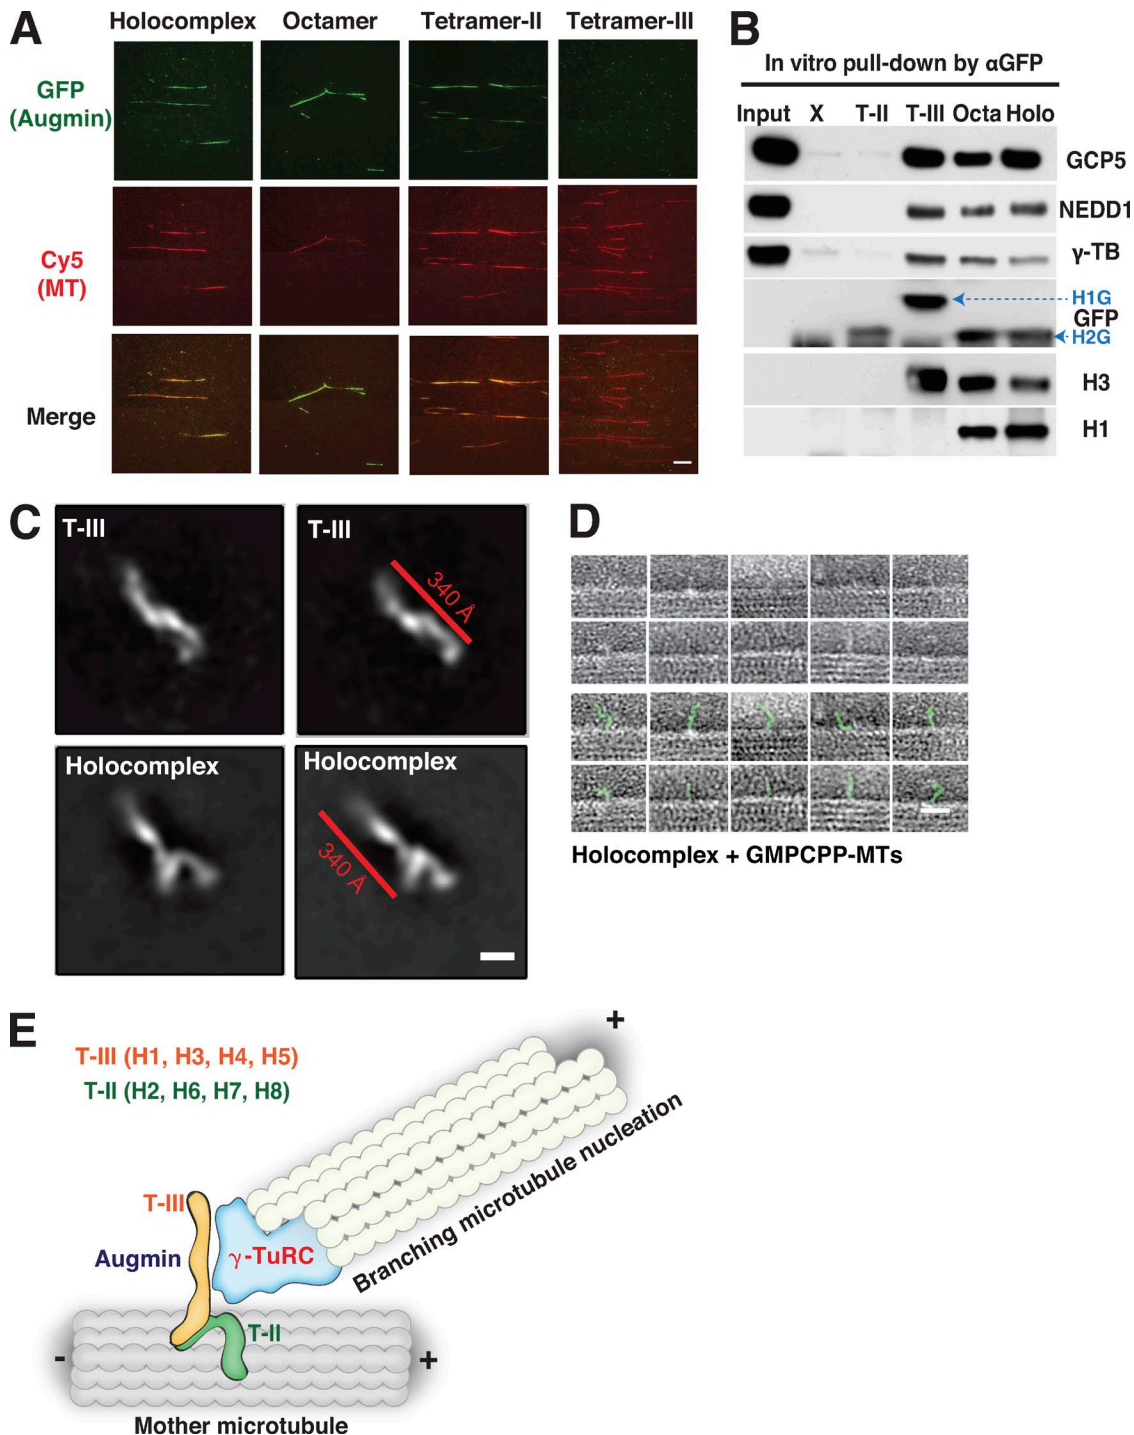 A
Holocomplex Octamer Tetramer-II Tetramer-III
GFP
(Augmin)
Cy5
(MT)
Merge
B
In vitro pull-down by αGFP
Input X T-II T-III Octa Holo
GCP5
NEDD1
γ-TB
H1G
GFP
H2G
H3
H1
C
T-III
T-III
340 Å
Holocomplex
Holocomplex
340 Å
D
Holocomplex + GMPCPP-MTs
E
T-III (H1, H3, H4, H5)
T-II (H2, H6, H7, H8)
+
Branching microtubule nucleation
T-III
Augmin
γ-TuRC
T-II
- +
Mother microtubule